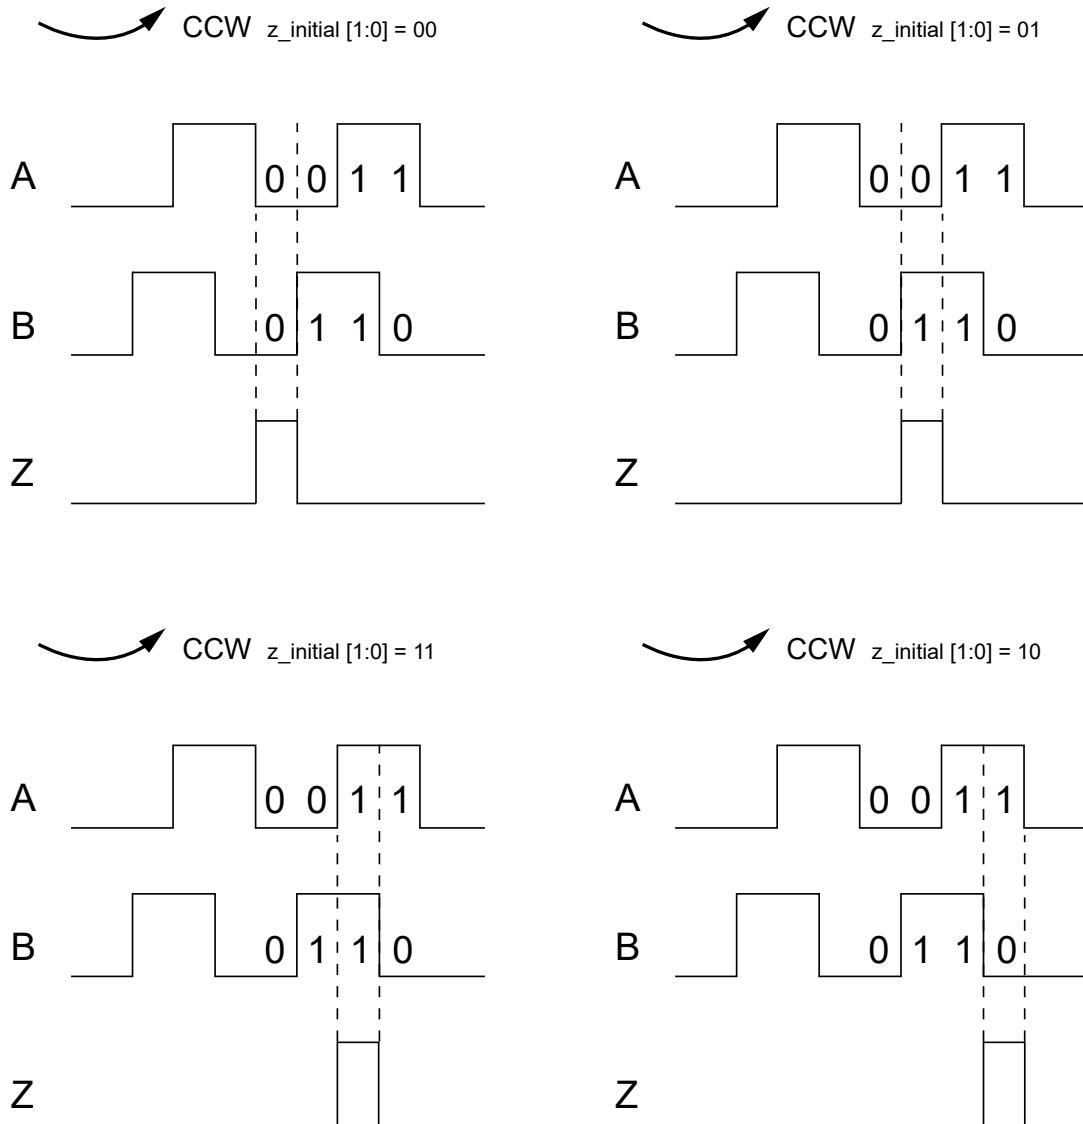 CCW z_initial [1:0] = 00
A 0 0 1 1
B 0 1 1 0
Z
CCW z_initial [1:0] = 01
A 0 0 1 1
B 0 1 1 0
Z
CCW z_initial [1:0] = 11
A 0 0 1 1
B 0 1 1 0
Z
CCW z_initial [1:0] = 10
A 0 0 1 1
B 0 1 1 0
Z